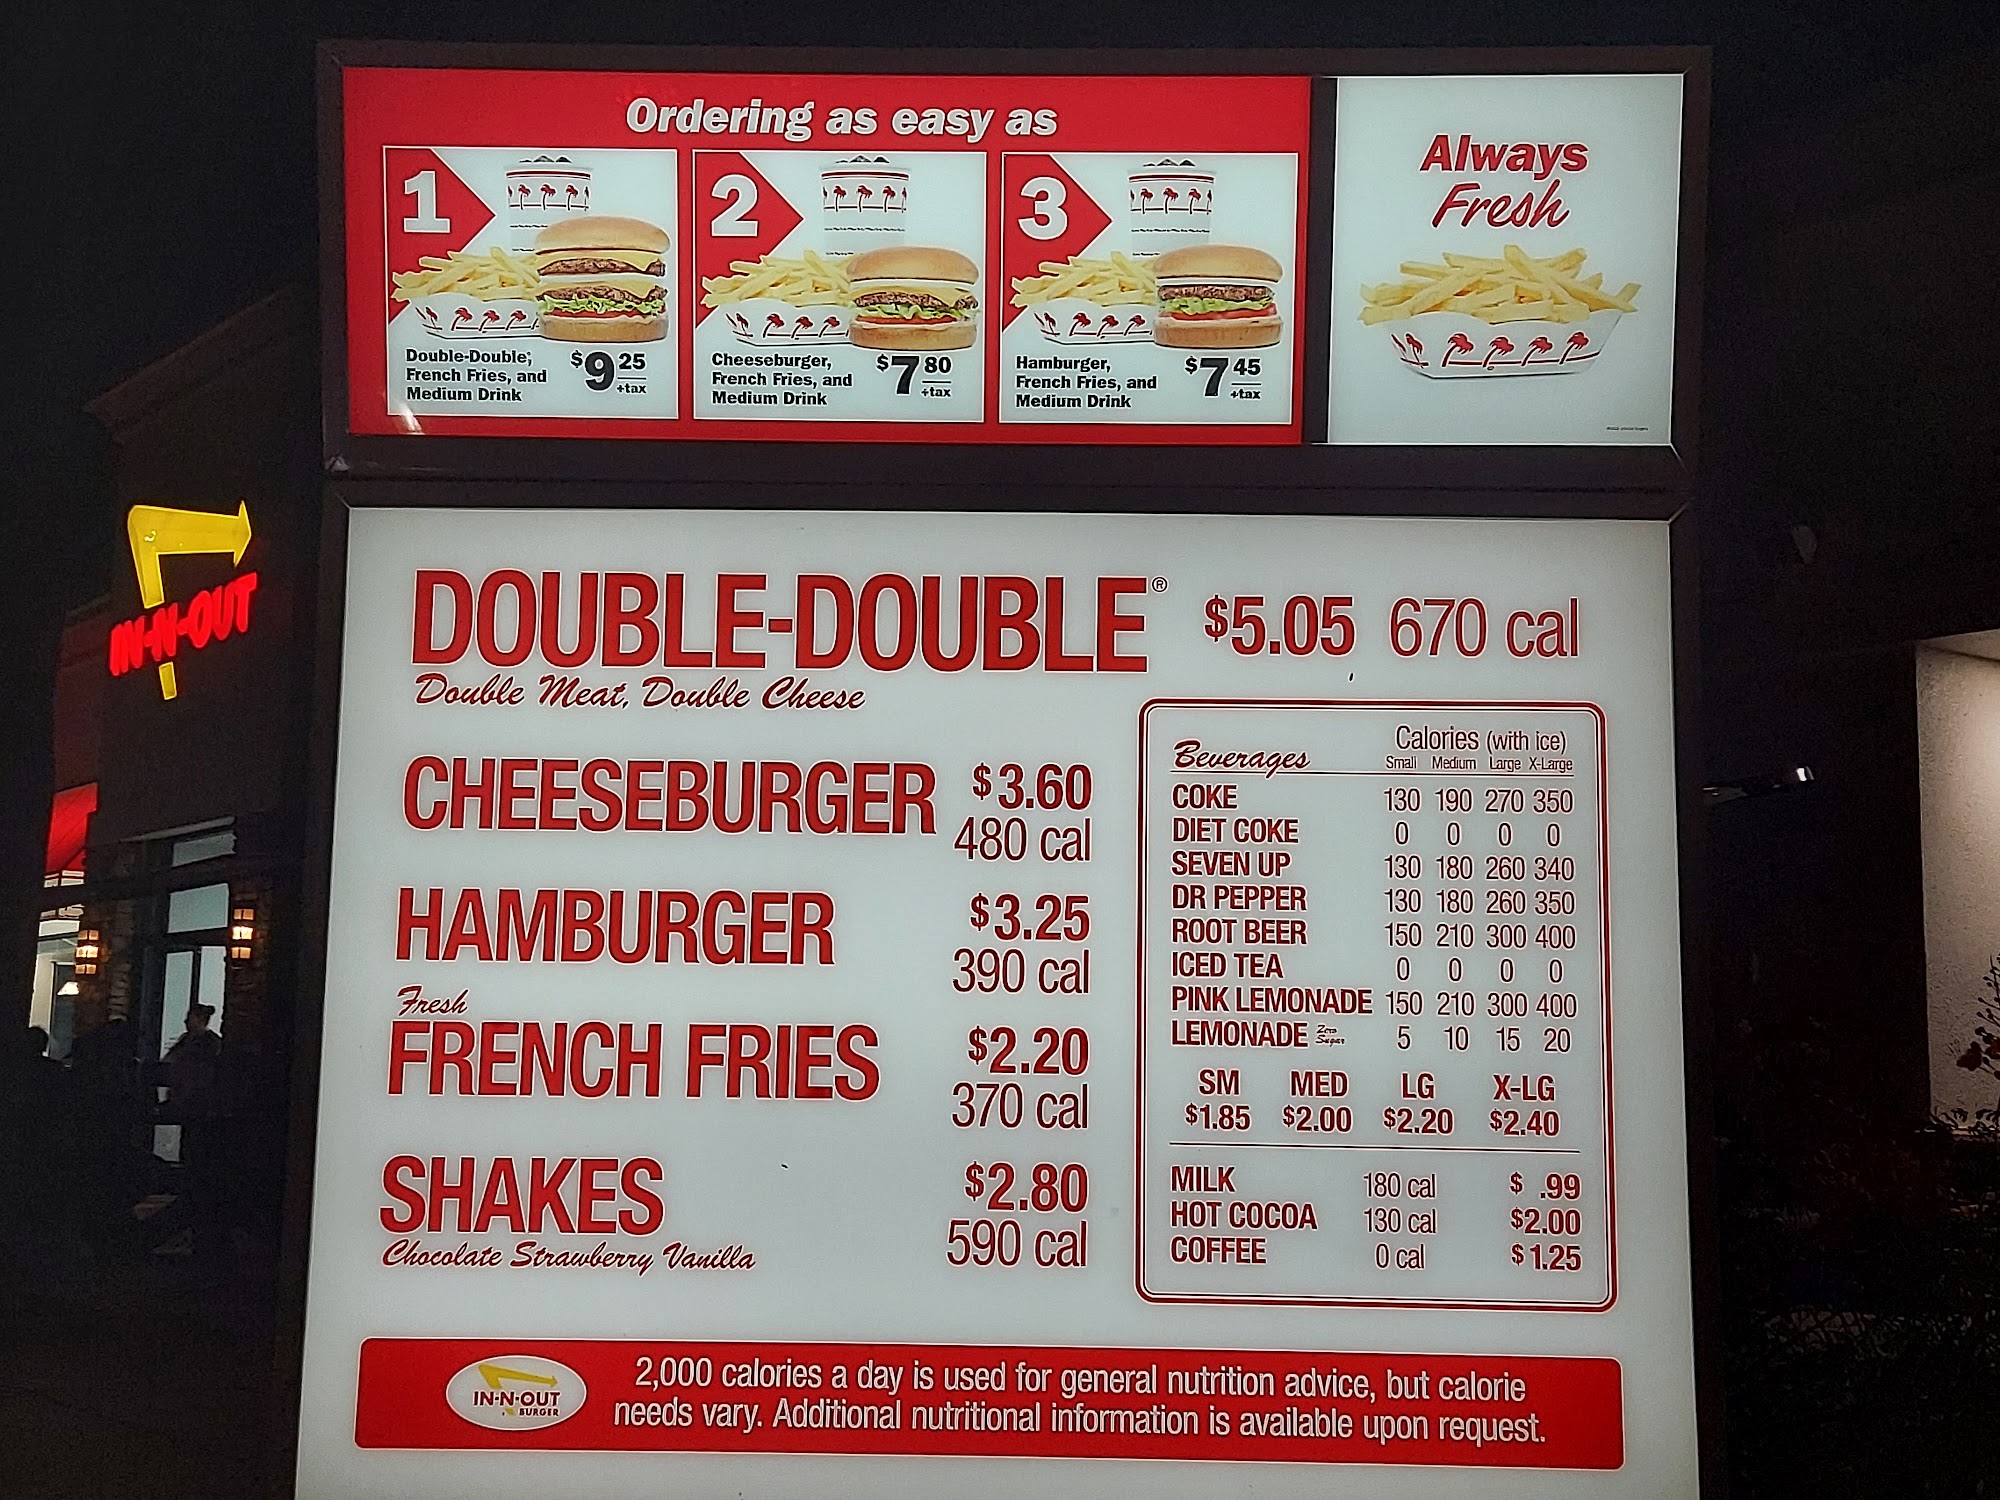 Ordering as easy as
1
Double-Double®,
French Fries, and
Medium Drink
$9 25
+tax
2
Cheeseburger,
French Fries, and
Medium Drink
$7 80
+tax
3
Hamburger,
French Fries, and
Medium Drink
$7 45
+tax
Always
Fresh
IN-N-OUT
DOUBLE-DOUBLE® $5.05 670 cal
Double Meat, Double Cheese
CHEESEBURGER $3.60
480 cal
HAMBURGER $3.25
390 cal
Fresh
FRENCH FRIES $2.20
370 cal
SHAKES $2.80
Chocolate Strawberry Vanilla 590 cal
Beverages Calories (with ice)
Small Medium Large X-Large
COKE 130 190 270 350
DIET COKE 0 0 0 0
SEVEN UP 130 180 260 340
DR PEPPER 130 180 260 350
ROOT BEER 150 210 300 400
ICED TEA 0 0 0 0
PINK LEMONADE 150 210 300 400
LEMONADE Zero Sugar 5 10 15 20
SM MED LG X-LG
$1.85 $2.00 $2.20 $2.40
MILK 180 cal $ .99
HOT COCOA 130 cal $2.00
COFFEE 0 cal $1.25
IN-N-OUT
BURGER
2,000 calories a day is used for general nutrition advice, but calorie
needs vary. Additional nutritional information is available upon request.